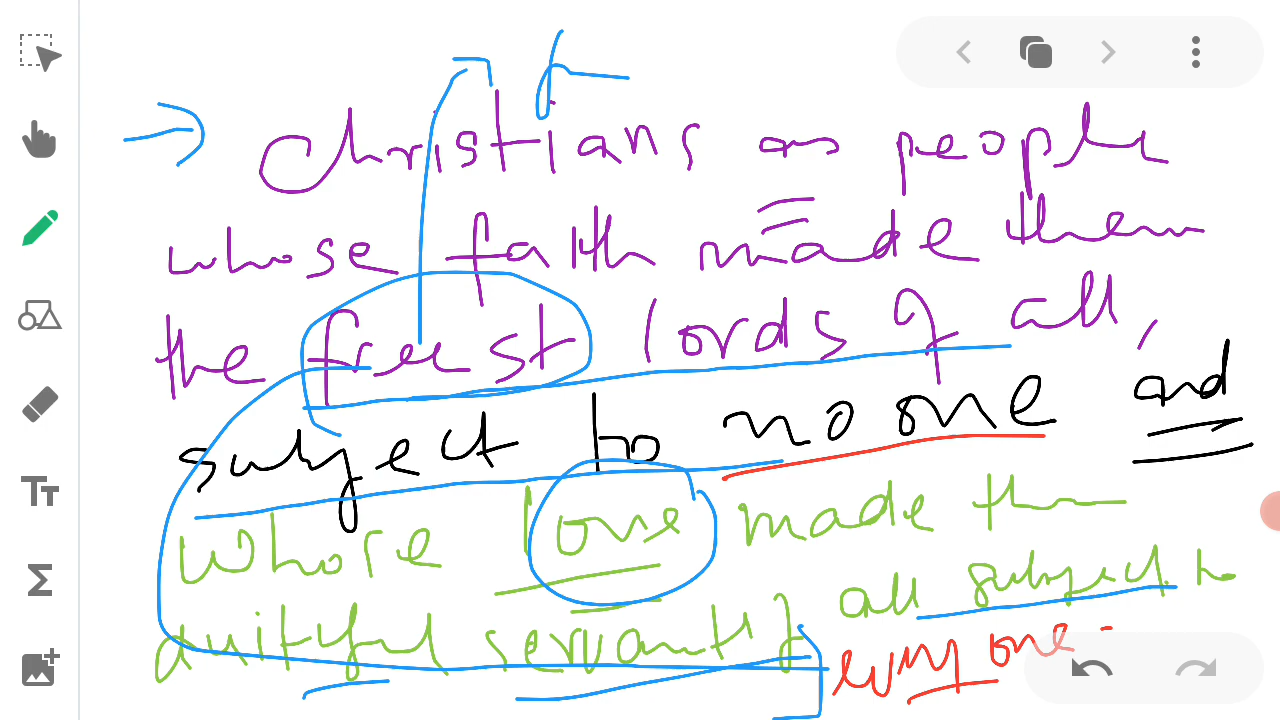 Christians as people
whose faith made them
the freest lords of all,
subject to no one and
whose love made them
duitful servants of all subject to
every one.